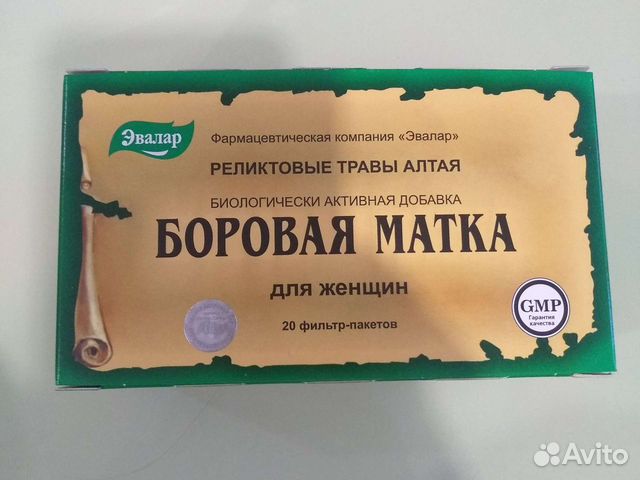 Эвалар
Фармацевтическая компания «Эвалар»
РЕЛИКТОВЫЕ ТРАВЫ АЛТАЯ
БИОЛОГИЧЕСКИ АКТИВНАЯ ДОБАВКА
БОРОВАЯ МАТКА
для женщин
20 фильтр-пакетов
GMP
Гарантия
качества
Avito